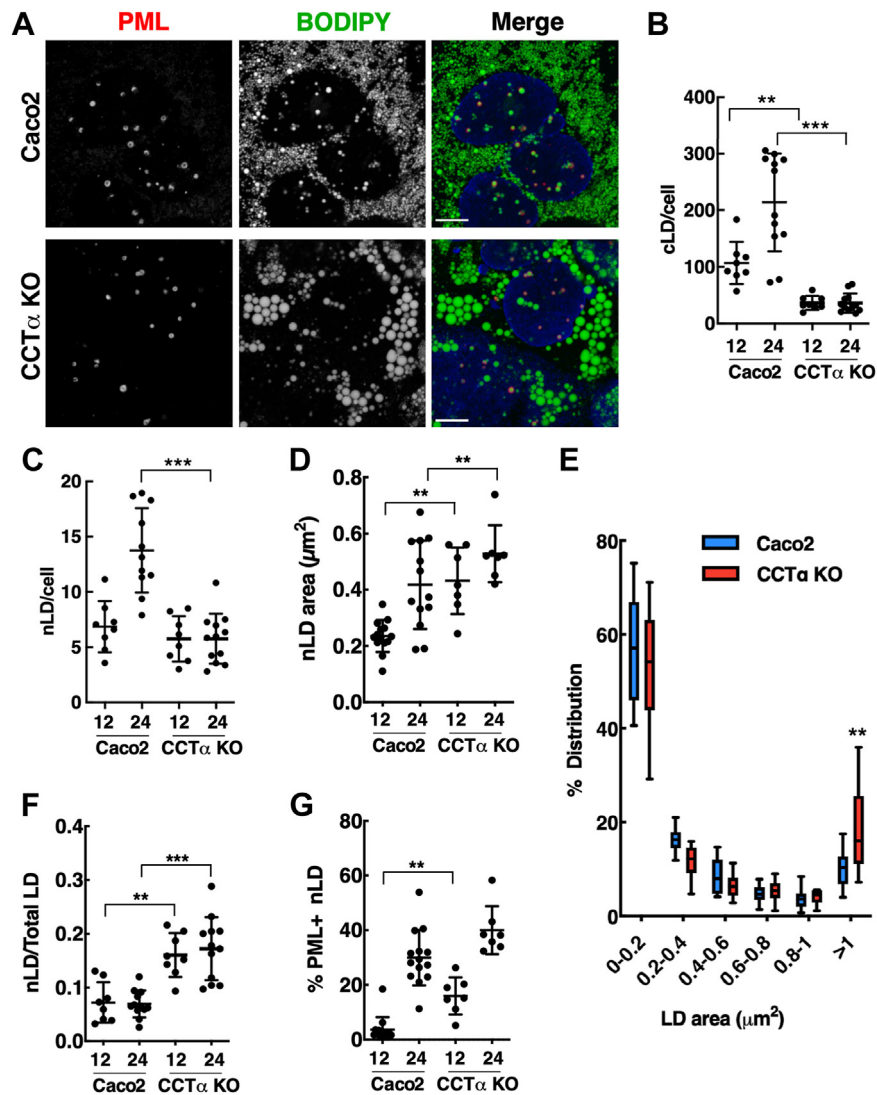 A
PML
BODIPY
Merge
Caco2
CCTα KO
B
cLD/cell
400
300
200
100
0
**
***
12 24 12 24
Caco2 CCTα KO
C
nLD/cell
20
15
10
5
0
***
12 24 12 24
Caco2 CCTα KO
D
nLD area (µm²)
0.8
0.6
0.4
0.2
0.0
**
**
12 24 12 24
Caco2 CCTα KO
E
% Distribution
80
60
40
20
0
Caco2
CCTα KO
**
0-0.2
0.2-0.4
0.4-0.6
0.6-0.8
0.8-1
>1
LD area (µm²)
F
nLD/Total LD
0.4
0.3
0.2
0.1
0.0
**
***
12 24 12 24
Caco2 CCTα KO
G
% PML+ nLD
80
60
40
20
0
**
12 24 12 24
Caco2 CCTα KO